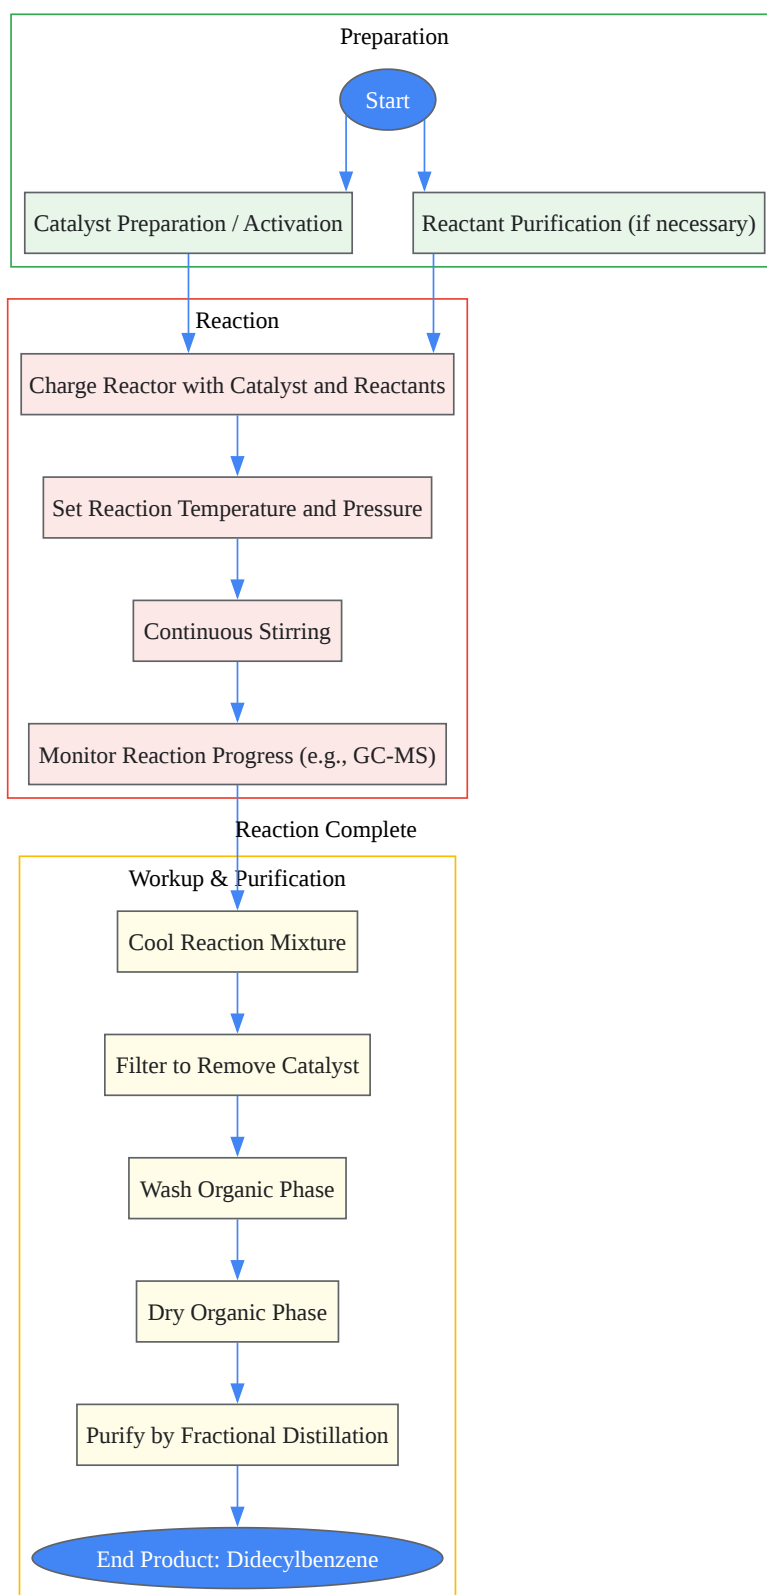 Preparation
Start
Catalyst Preparation / Activation
Reactant Purification (if necessary)
Reaction
Charge Reactor with Catalyst and Reactants
Set Reaction Temperature and Pressure
Continuous Stirring
Monitor Reaction Progress (e.g., GC-MS)
Reaction Complete
Workup & Purification
Cool Reaction Mixture
Filter to Remove Catalyst
Wash Organic Phase
Dry Organic Phase
Purify by Fractional Distillation
End Product: Didecylbenzene